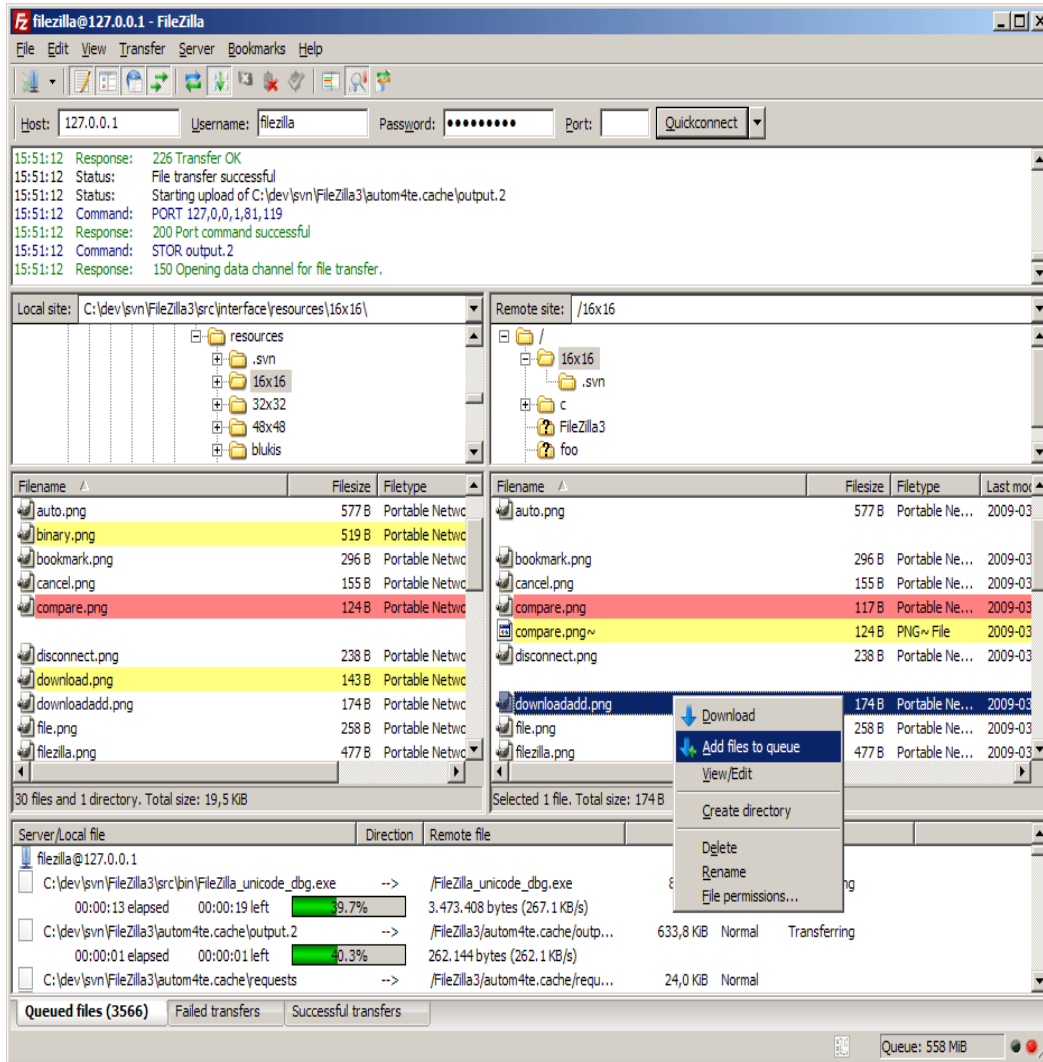 filezilla@127.0.0.1 - FileZilla
File Edit View Transfer Server Bookmarks Help
Host: 127.0.0.1 Username: filezilla Password: ••••••••• Port: Quickconnect
15:51:12 Response: 226 Transfer OK
15:51:12 Status: File transfer successful
15:51:12 Status: Starting upload of C:\dev\svn\FileZilla3\autom4te.cache\output.2
15:51:12 Command: PORT 127,0,0,1,81,119
15:51:12 Response: 200 Port command successful
15:51:12 Command: STOR output.2
15:51:12 Response: 150 Opening data channel for file transfer.
Local site: C:\dev\svn\FileZilla3\src\interface\resources\16x16\
resources
.svn
16x16
32x32
48x48
blukis
Remote site: /16x16
/
16x16
.svn
c
FileZilla3
foo
Filename Filesize Filetype
auto.png 577 B Portable Netwo
binary.png 519 B Portable Netwo
bookmark.png 296 B Portable Netwo
cancel.png 155 B Portable Netwo
compare.png 124 B Portable Netwo
disconnect.png 238 B Portable Netwo
download.png 143 B Portable Netwo
downloadadd.png 174 B Portable Netwo
file.png 258 B Portable Netwo
filezilla.png 477 B Portable Netwo
30 files and 1 directory. Total size: 19,5 KiB
Filename Filesize Filetype Last mod
auto.png 577 B Portable Ne... 2009-03
bookmark.png 296 B Portable Ne... 2009-03
cancel.png 155 B Portable Ne... 2009-03
compare.png 117 B Portable Ne... 2009-03
compare.png~ 124 B PNG~ File 2009-03
disconnect.png 238 B Portable Ne... 2009-03
downloadadd.png 174 B Portable Ne... 2009-03
file.png 258 B Portable Ne... 2009-03
filezilla.png 477 B Portable Ne... 2009-03
Selected 1 file. Total size: 174 B
Download
Add files to queue
View/Edit
Create directory
Delete
Rename
File permissions...
Server/Local file Direction Remote file
filezilla@127.0.0.1
C:\dev\svn\FileZilla3\src\bin\FileZilla_unicode_dbg.exe --> /FileZilla_unicode_dbg.exe
00:00:13 elapsed 00:00:19 left 39.7% 3.473.408 bytes (267.1 KB/s)
C:\dev\svn\FileZilla3\autom4te.cache\output.2 --> /FileZilla3/autom4te.cache/outp... 633,8 KiB Normal Transferring
00:00:01 elapsed 00:00:01 left 40.3% 262.144 bytes (262.1 KB/s)
C:\dev\svn\FileZilla3\autom4te.cache\requests --> /FileZilla3/autom4te.cache/requ... 24,0 KiB Normal
Queued files (3566) Failed transfers Successful transfers
Queue: 558 MiB